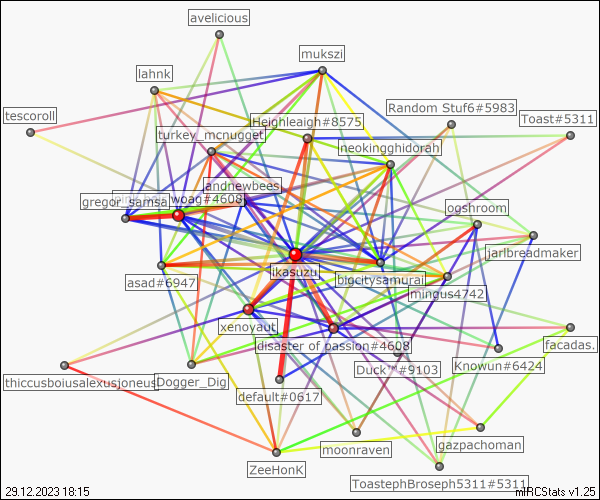 avelicious
mukszi
lahnk
Random Stuf6#5983
tescoroll
Heighleaigh#8575
Toast#5311
turkey_mcnugget
neokingghidorah
andnewbees
gregor_samsa
woag#4608
ogshroom
jarlbreadmaker
ikasuzu
asad#6947
bigcitysamurai
mingus4742
xenoyaut
disaster of passion#4608
facadas.
Duck™#9103
Knowun#6424
thiccusboiusalexusjoneus
Dogger_Dig
default#0617
moonraven
gazpachoman
ZeeHonK
ToastephBroseph5311#5311
29.12.2023 18:15
mIRCStats v1.25